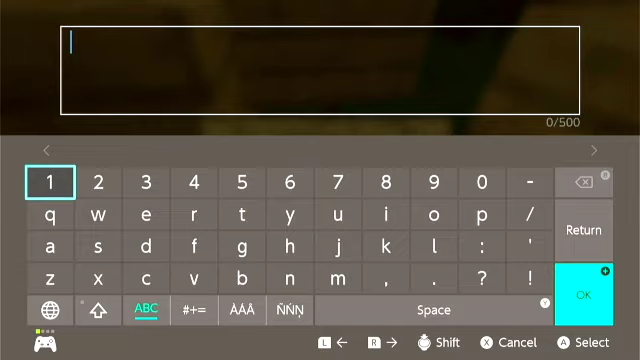 0/500
1 2 3 4 5 6 7 8 9 0 -
q w e r t y u i o p /
Return
a s d f g h j k l : '
z x c v b n m , . ? !
OK
ABC #+= ÀÁÂ ÑŃŅ Space Y
L ← R → Shift X Cancel A Select